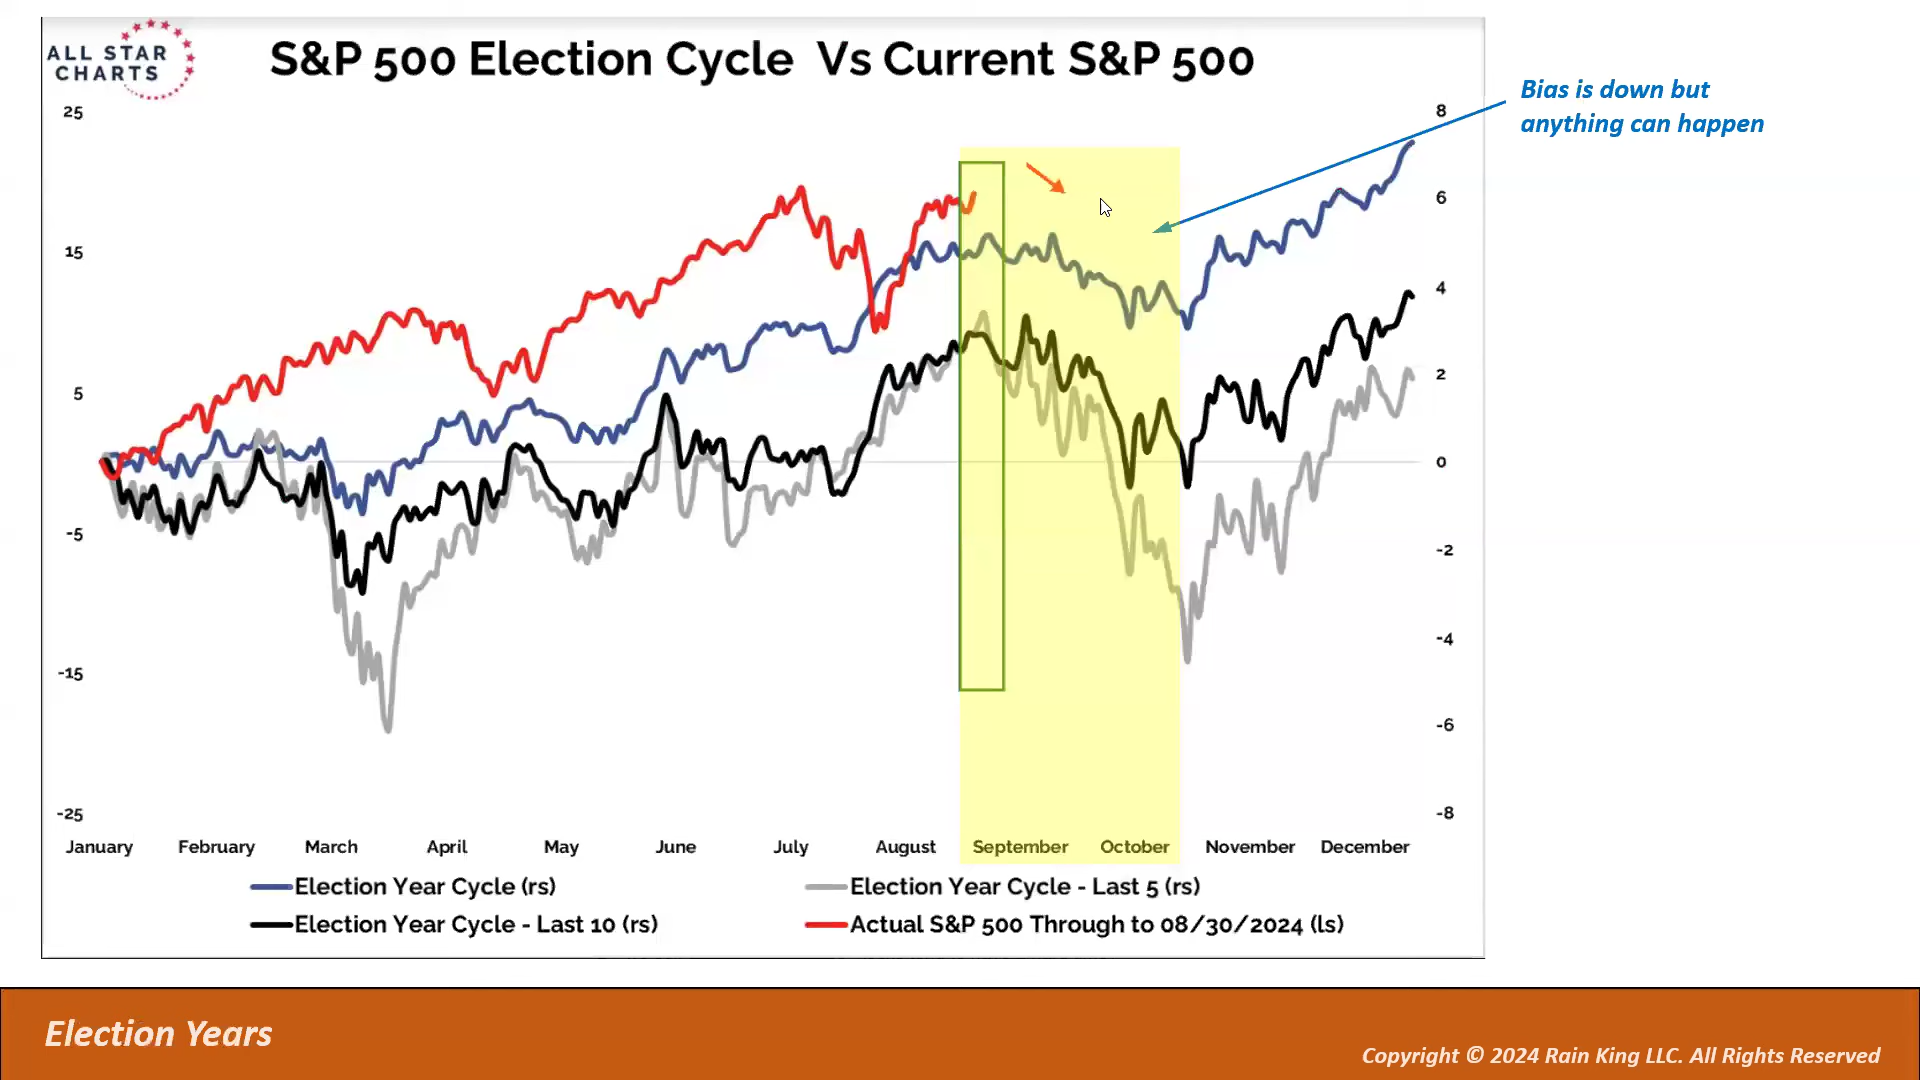 ALL STAR
CHARTS
S&P 500 Election Cycle Vs Current S&P 500
Bias is down but
anything can happen
25
15
5
-5
-15
-25
8
6
4
2
0
-2
-4
-6
-8
January February March April May June July August September October November December
Election Year Cycle (rs)
Election Year Cycle - Last 5 (rs)
Election Year Cycle - Last 10 (rs)
Actual S&P 500 Through to 08/30/2024 (ls)
Election Years
Copyright © 2024 Rain King LLC. All Rights Reserved